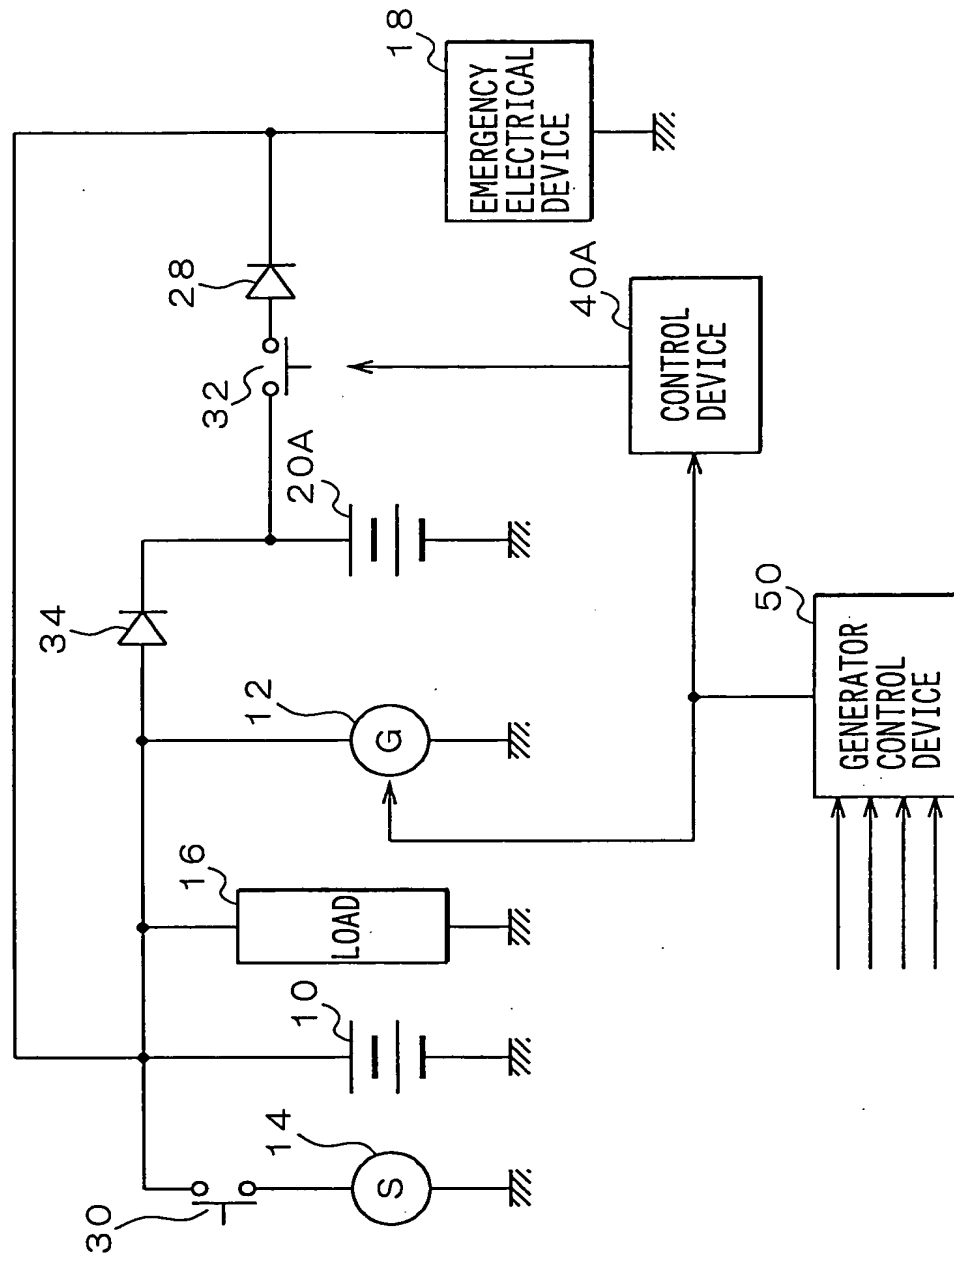 18
EMERGENCY
ELECTRICAL
DEVICE
28
32
40A
CONTROL
DEVICE
20A
34
12
G
50
GENERATOR
CONTROL
DEVICE
16
LOAD
10
14
S
30